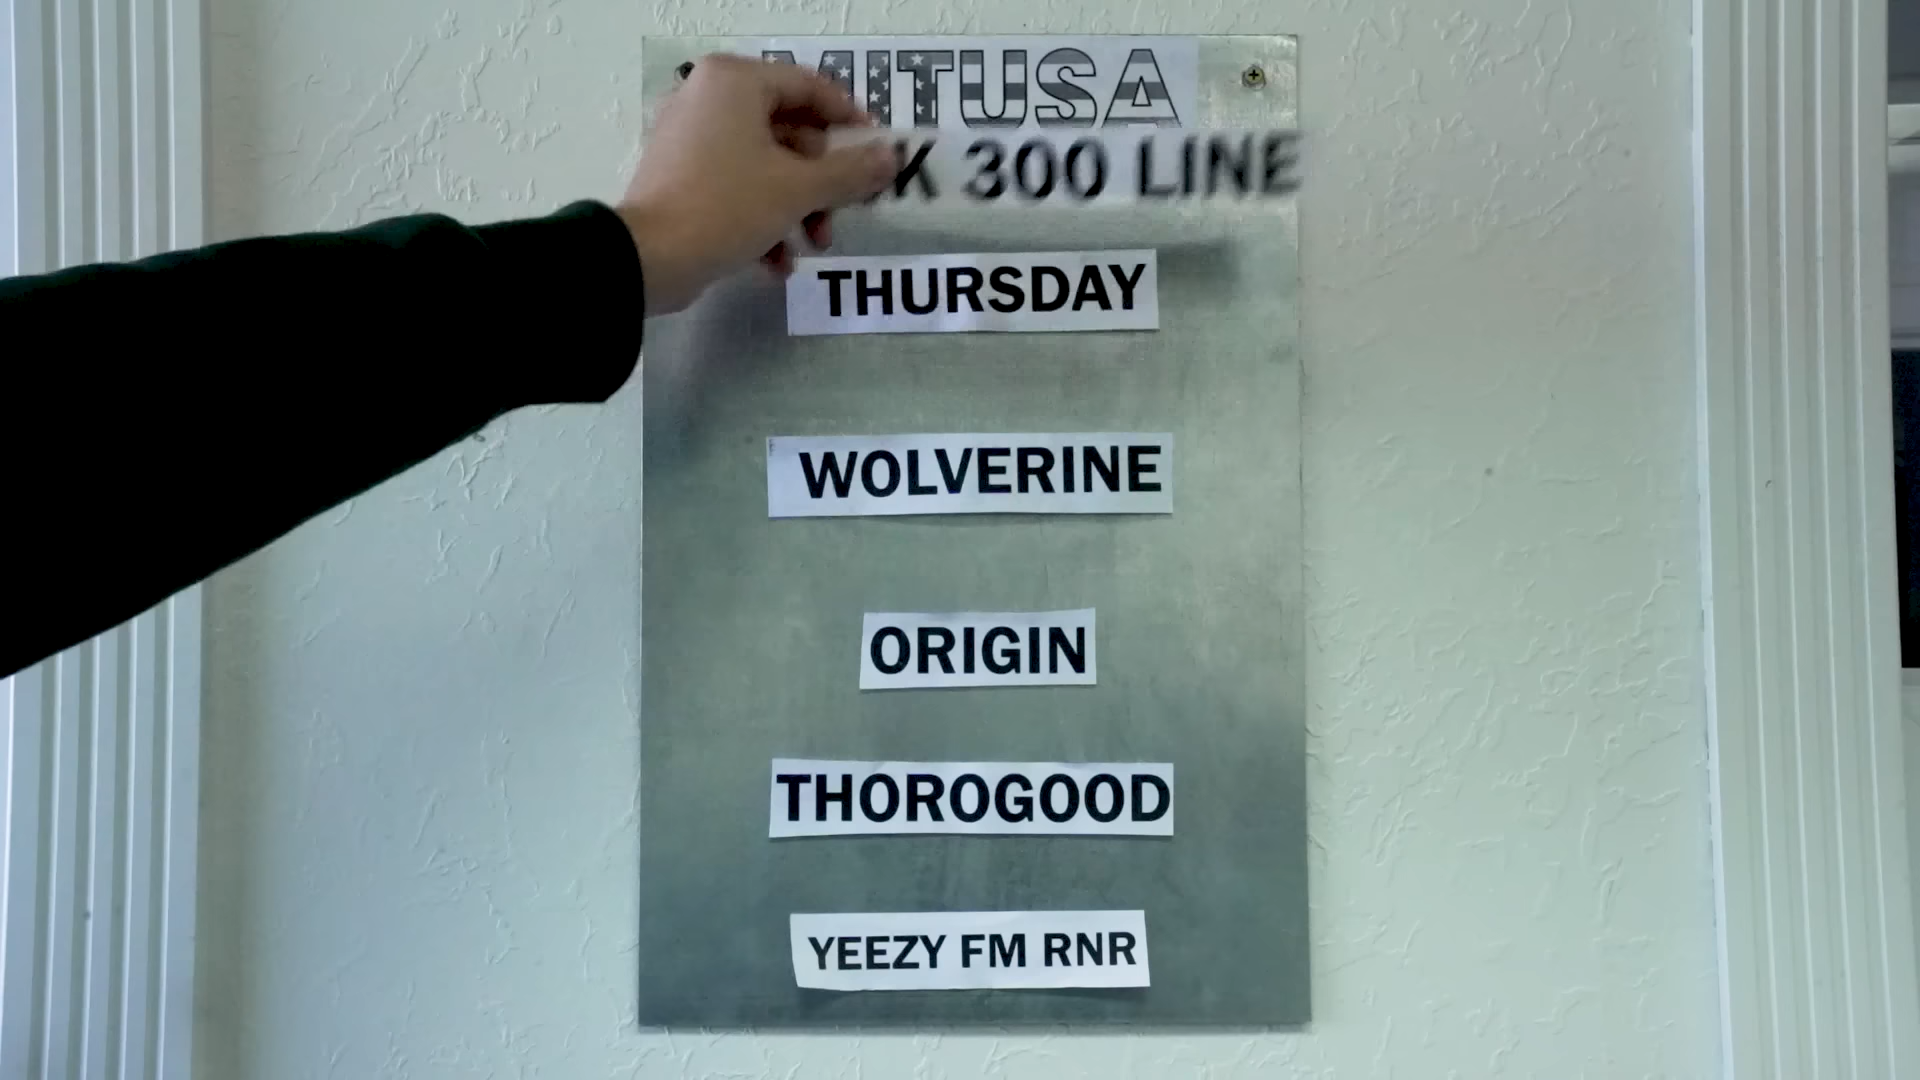 MITUSA
300 LINE
THURSDAY
WOLVERINE
ORIGIN
THOROGOOD
YEEZY FM RNR